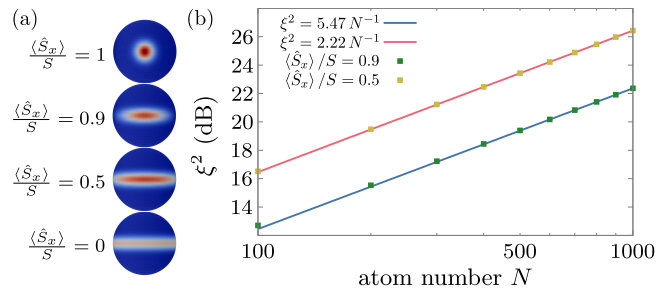 (a)
⟨Ŝx⟩/S = 1
⟨Ŝx⟩/S = 0.9
⟨Ŝx⟩/S = 0.5
⟨Ŝx⟩/S = 0
(b)
ξ² (dB)
26
24
22
20
18
16
14
ξ² = 5.47 N⁻¹
ξ² = 2.22 N⁻¹
⟨Ŝx⟩/S = 0.9
⟨Ŝx⟩/S = 0.5
100 200 500 1000
atom number N